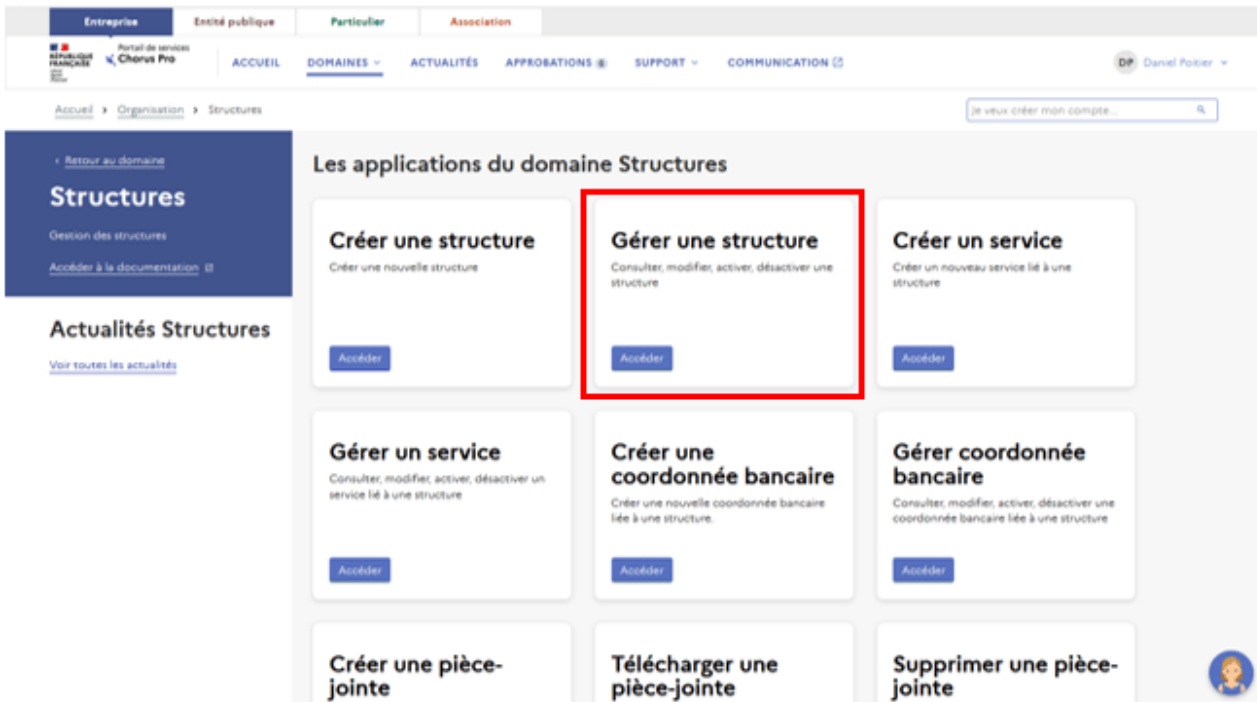 Entreprise
Entité publique
Particulier
Association
RÉPUBLIQUE
FRANÇAISE
Portail de services
Chorus Pro
ACCUEIL
DOMAINES
ACTUALITÉS
APPROBATIONS
SUPPORT
COMMUNICATION
DP Daniel Poitier
Accueil > Organisation > Structures
Je veux créer mon compte...
Retour au domaine
Structures
Gestion des structures
Accéder à la documentation
Actualités Structures
Voir toutes les actualités
Les applications du domaine Structures
Créer une structure
Créer une nouvelle structure
Accéder
Gérer une structure
Consulter, modifier, activer, désactiver une
structure
Accéder
Créer un service
Créer un nouveau service lié à une
structure
Accéder
Gérer un service
Consulter, modifier, activer, désactiver un
service lié à une structure
Accéder
Créer une
coordonnée bancaire
Créer une nouvelle coordonnée bancaire
liée à une structure.
Accéder
Gérer coordonnée
bancaire
Consulter, modifier, activer, désactiver une
coordonnée bancaire liée à une structure
Accéder
Créer une pièce-
jointe
Télécharger une
pièce-jointe
Supprimer une pièce-
jointe